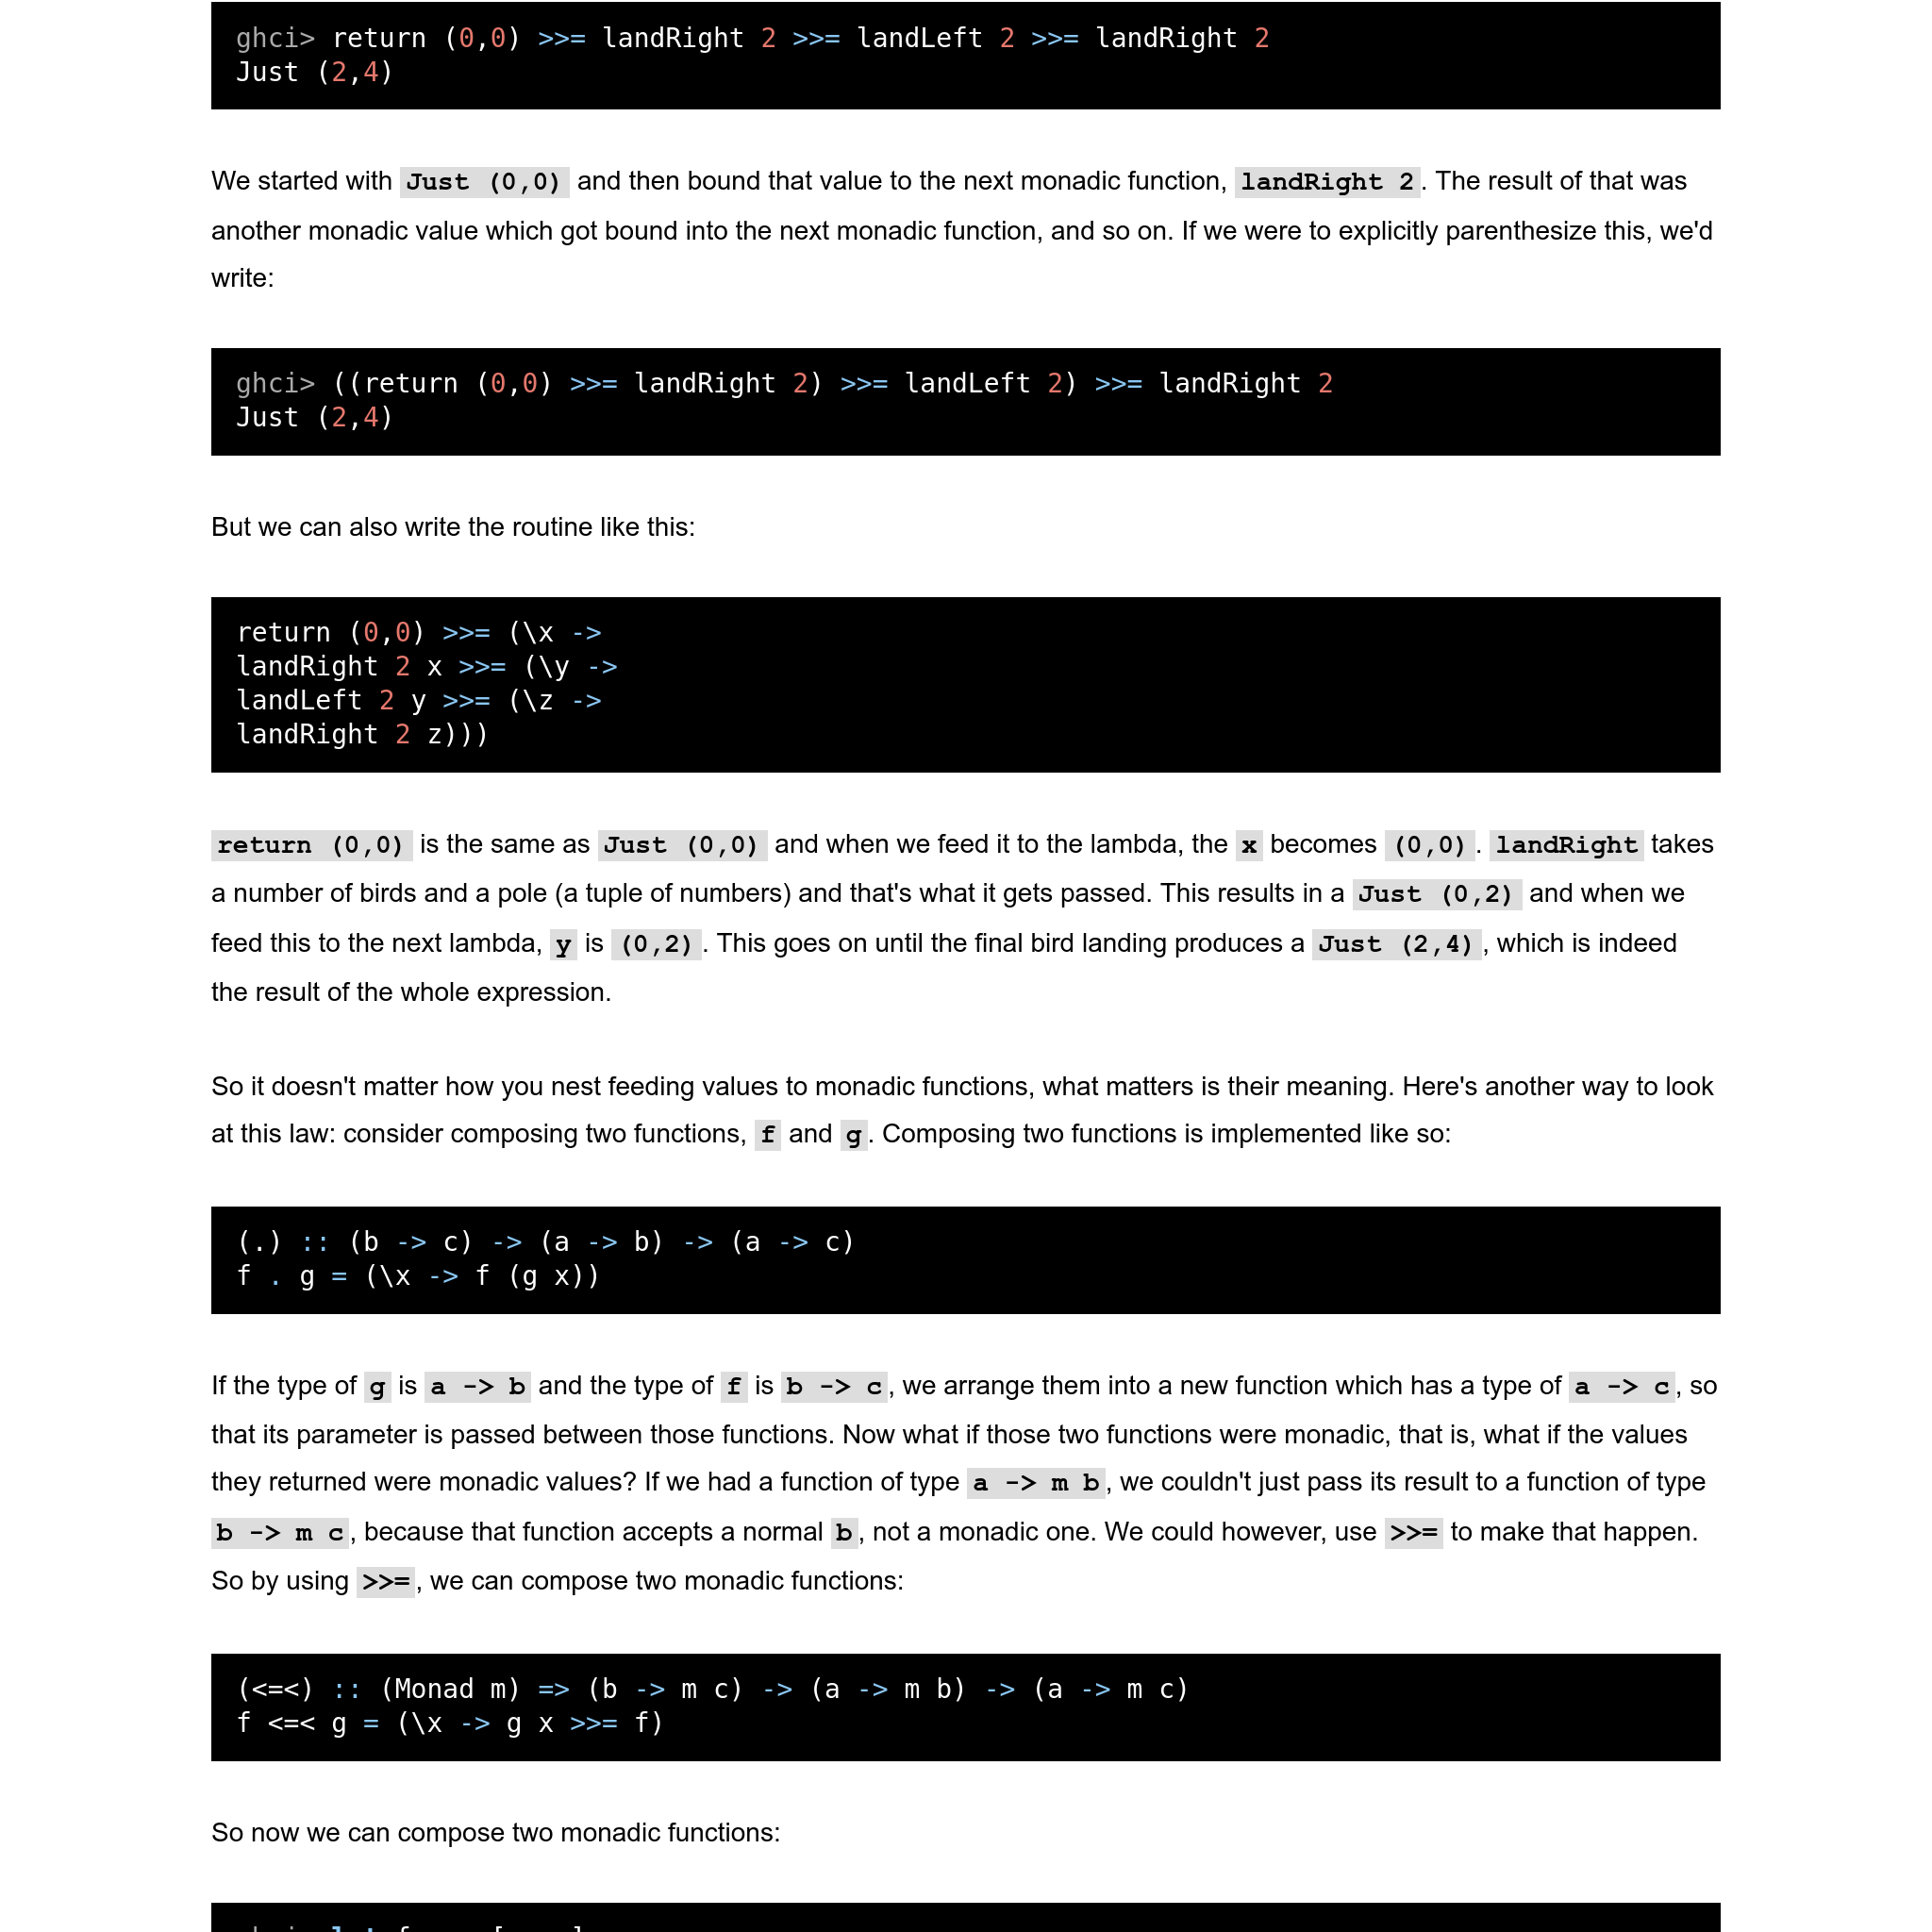 ghci> return (0,0) >>= landRight 2 >>= landLeft 2 >>= landRight 2
Just (2,4)
We started with Just (0,0) and then bound that value to the next monadic function, landRight 2. The result of that was
another monadic value which got bound into the next monadic function, and so on. If we were to explicitly parenthesize this, we'd
write:
ghci> ((return (0,0) >>= landRight 2) >>= landLeft 2) >>= landRight 2
Just (2,4)
But we can also write the routine like this:
return (0,0) >>= (\x ->
landRight 2 x >>= (\y ->
landLeft 2 y >>= (\z ->
landRight 2 z)))
return (0,0) is the same as Just (0,0) and when we feed it to the lambda, the x becomes (0,0). landRight takes
a number of birds and a pole (a tuple of numbers) and that's what it gets passed. This results in a Just (0,2) and when we
feed this to the next lambda, y is (0,2). This goes on until the final bird landing produces a Just (2,4), which is indeed
the result of the whole expression.
So it doesn't matter how you nest feeding values to monadic functions, what matters is their meaning. Here's another way to look
at this law: consider composing two functions, f and g. Composing two functions is implemented like so:
(.) :: (b -> c) -> (a -> b) -> (a -> c)
f . g = (\x -> f (g x))
If the type of g is a -> b and the type of f is b -> c, we arrange them into a new function which has a type of a -> c, so
that its parameter is passed between those functions. Now what if those two functions were monadic, that is, what if the values
they returned were monadic values? If we had a function of type a -> m b, we couldn't just pass its result to a function of type
b -> m c, because that function accepts a normal b, not a monadic one. We could however, use >>= to make that happen.
So by using >>=, we can compose two monadic functions:
(<=<) :: (Monad m) => (b -> m c) -> (a -> m b) -> (a -> m c)
f <=< g = (\x -> g x >>= f)
So now we can compose two monadic functions: